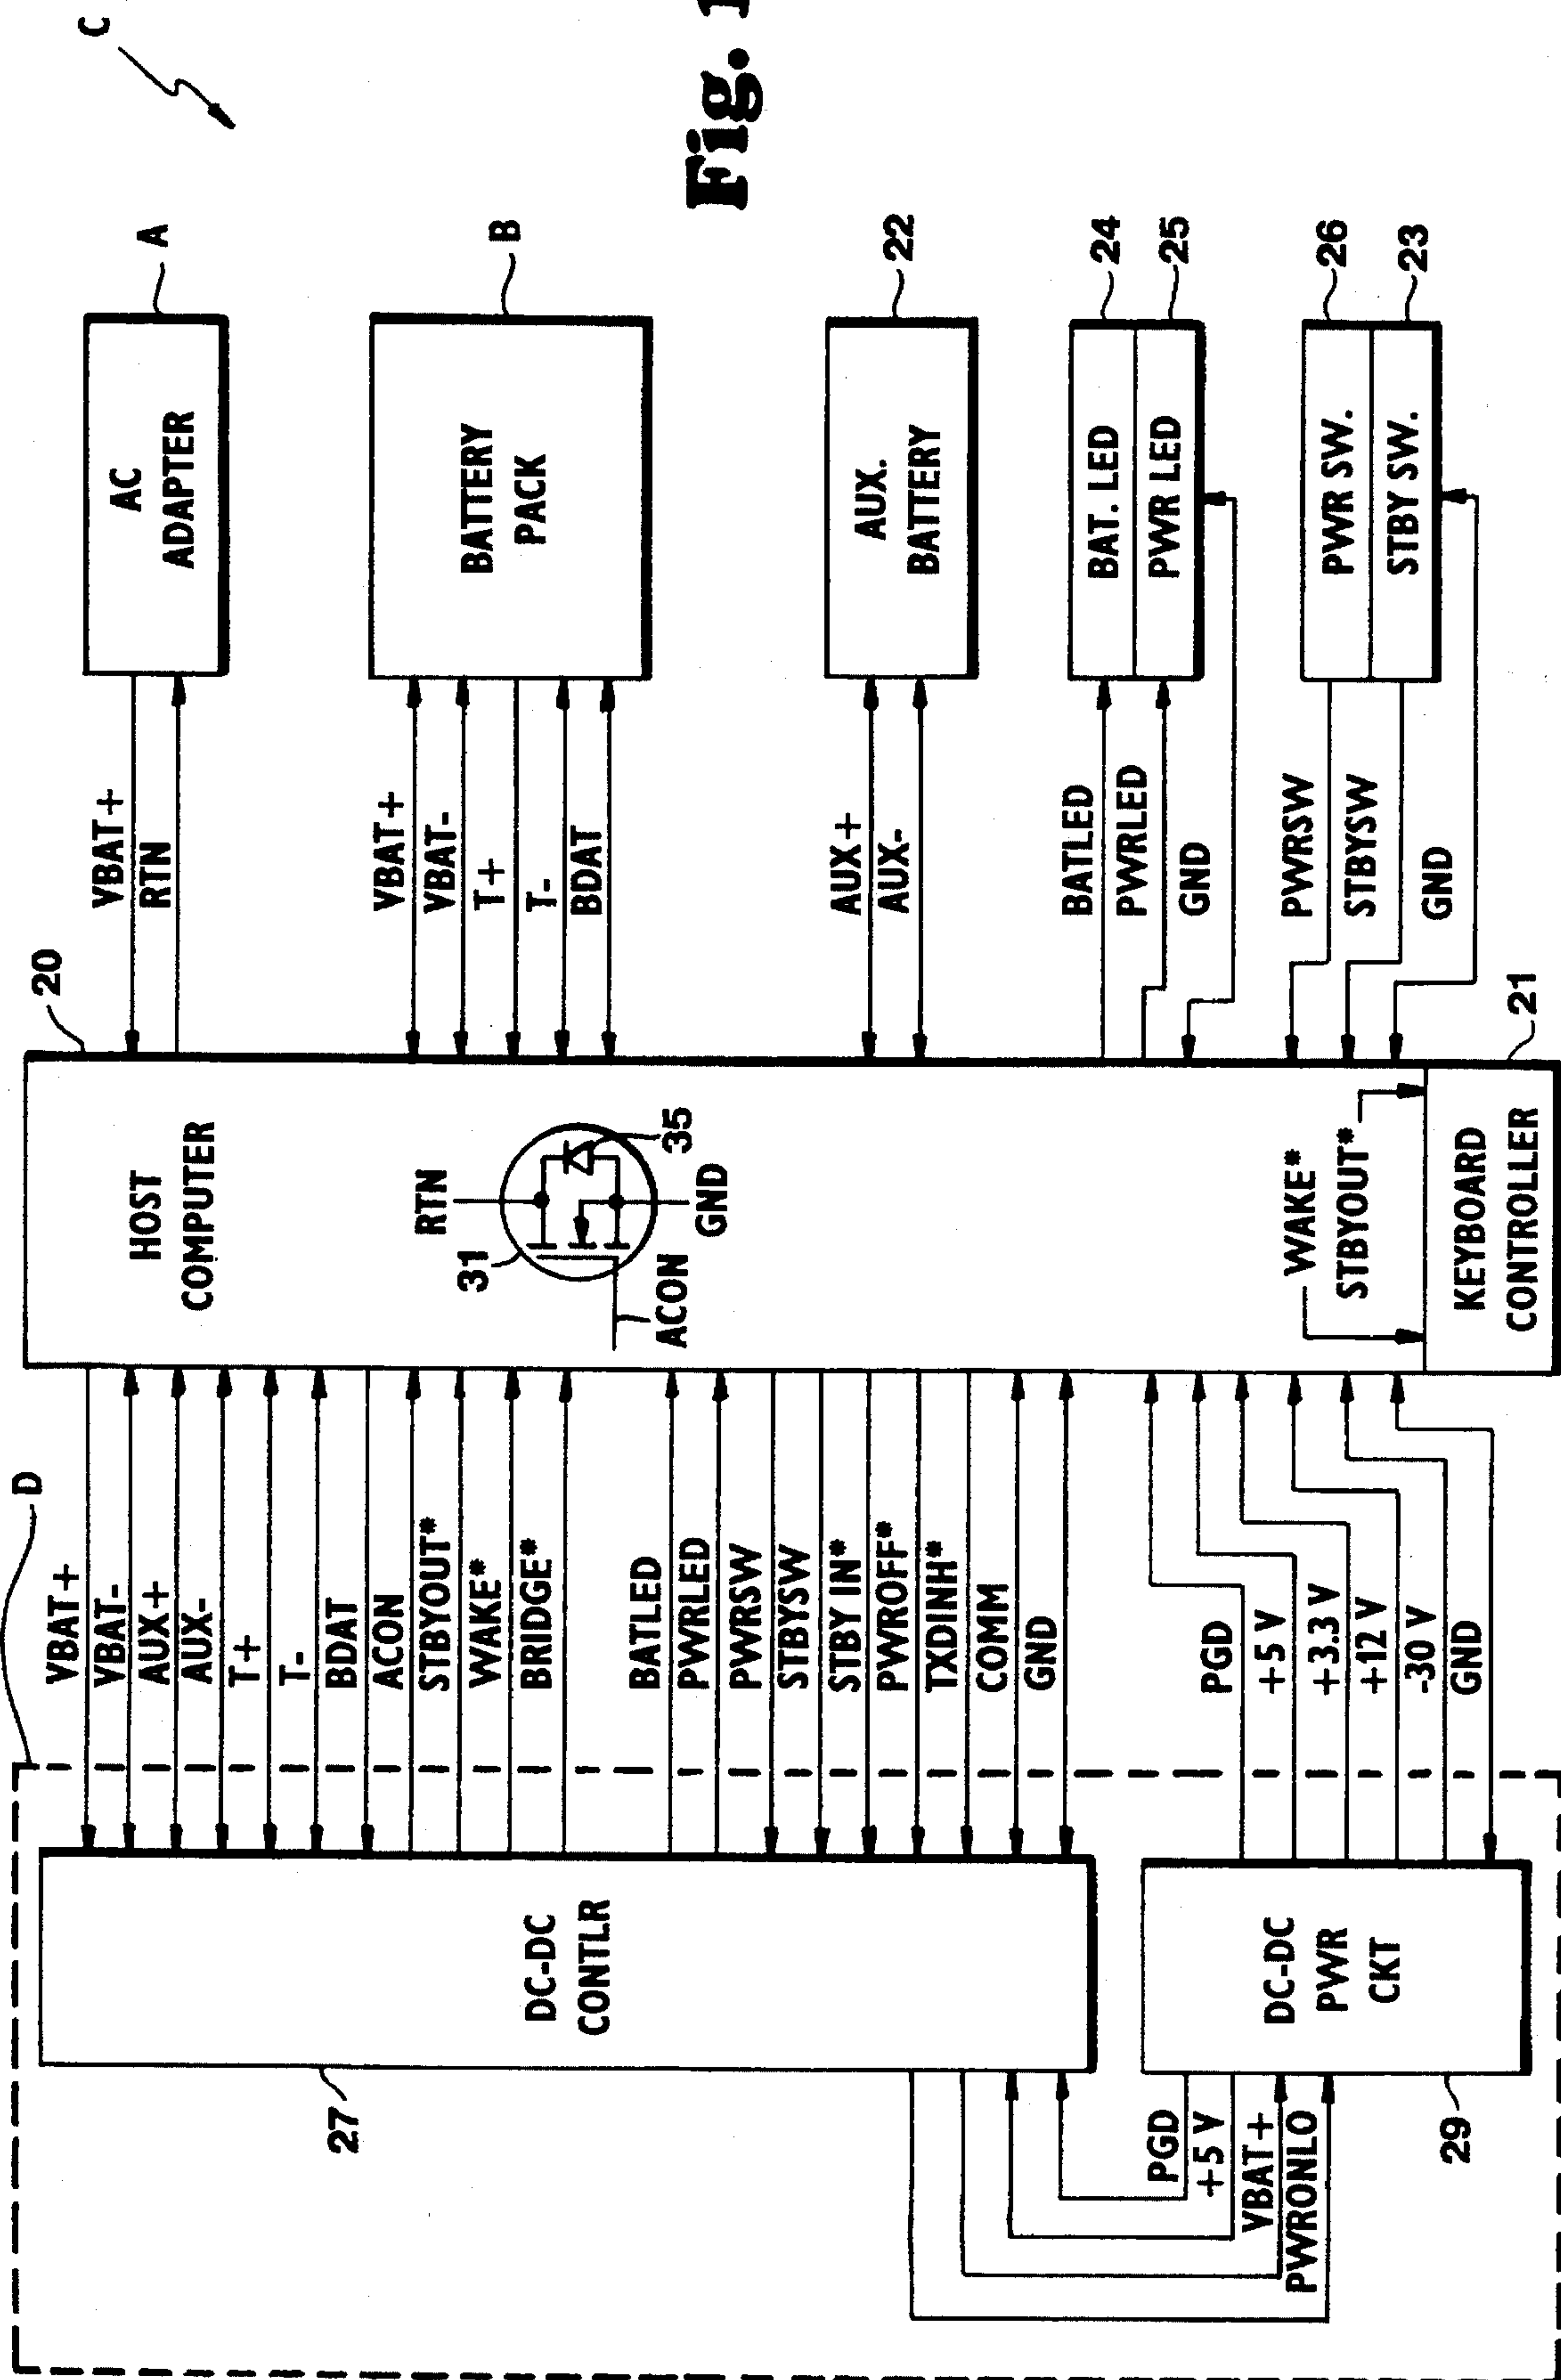 C
Fig. 1
D
20
A
VBAT+
VBAT-
AUX+
AUX-
T+
T-
BDAT
ACON
STBYOUT*
WAKE*
BRIDGE*
BATLED
PWRLED
PWRSW
STBYSW
STBY IN*
PWROFF*
TXDINH*
COMM
GND
PGD
+5 V
+3.3 V
+12 V
-30 V
GND
27
DC-DC
CONTLR
DC-DC
PWR
CKT
29
PGD
+5 V
VBAT+
PWRONLO
HOST
COMPUTER
RTN
31
35
GND
ACON
WAKE*
STBYOUT*
KEYBOARD
CONTROLLER
21
VBAT+
RTN
AC
ADAPTER
VBAT+
VBAT-
T+
T-
BDAT
BATTERY
PACK
B
AUX+
AUX-
AUX.
BATTERY
22
BATLED
PWRLED
GND
BAT. LED
PWR LED
24
25
PWRSW
STBYSW
GND
PWR SW.
STBY SW.
26
23